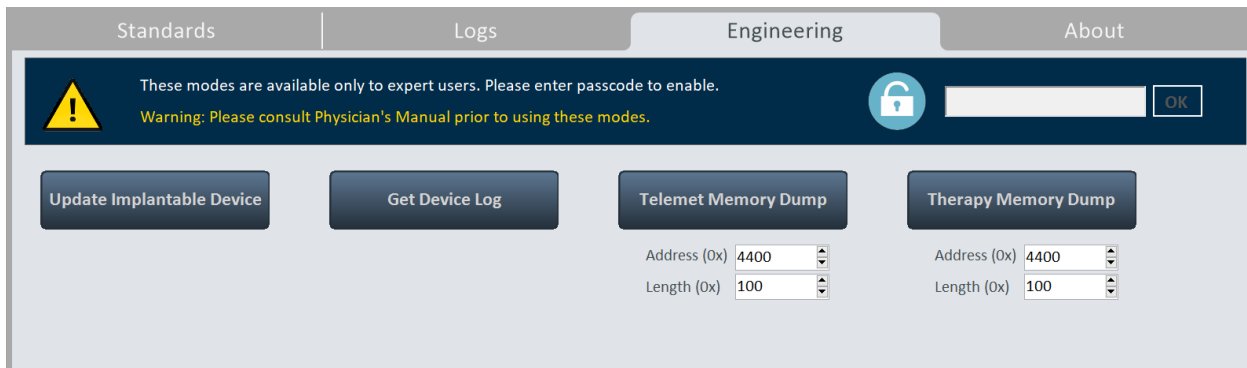 Standards Logs Engineering About
These modes are available only to expert users. Please enter passcode to enable.
Warning: Please consult Physician's Manual prior to using these modes.
OK
Update Implantable Device Get Device Log Telemet Memory Dump Therapy Memory Dump
Address (0x) 4400 Address (0x) 4400
Length (0x) 100 Length (0x) 100